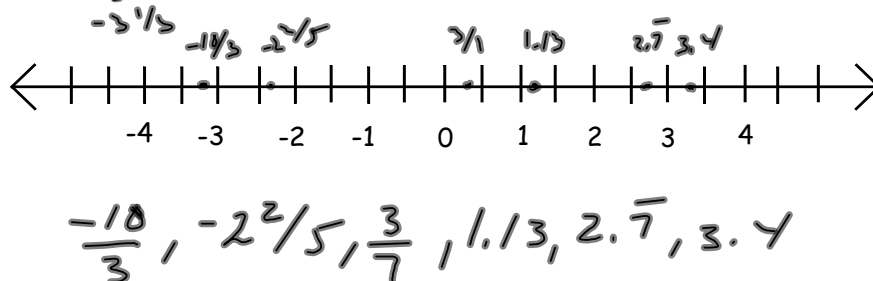 -3 1/3
-10/3 -2 2/5 3/7 1.13 2.7̅ 3.4
-4 -3 -2 -1 0 1 2 3 4
-10/3, -2 2/5, 3/7, 1.13, 2.7̅, 3.4